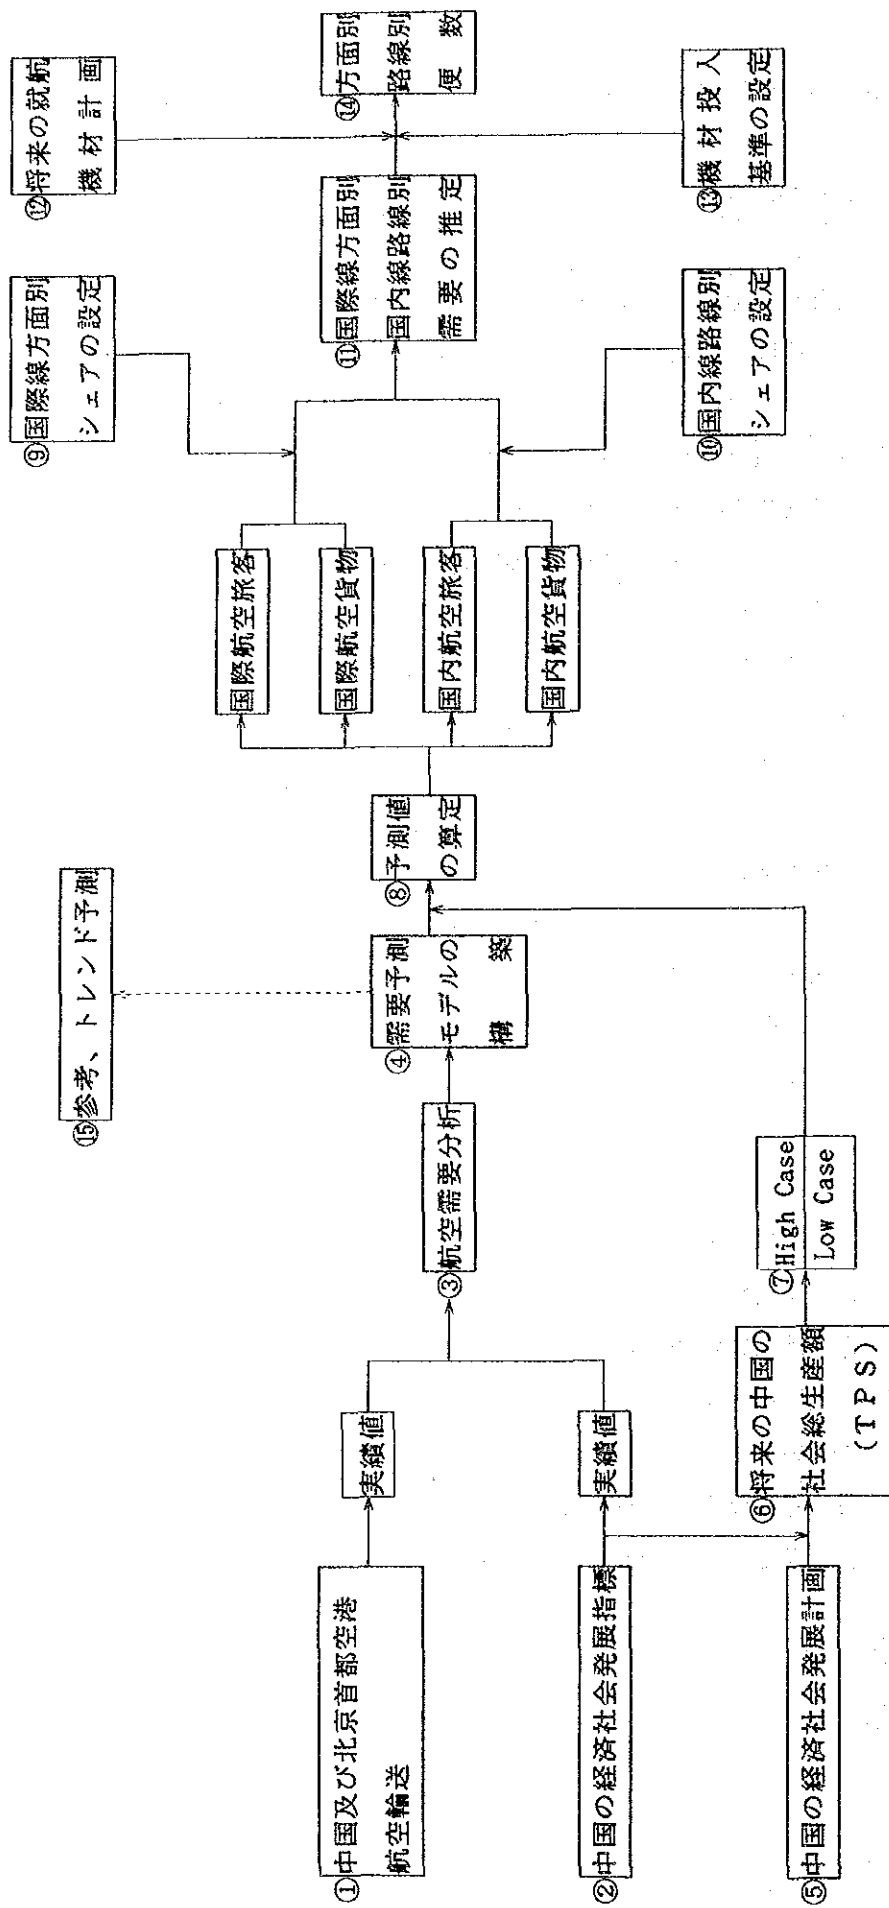 ①中国及び北京首都空港
航空輸送
実績値
②中国の経済社会発展指標
実績値
③航空需要分析
④需要予測
モデルの
構築
⑤中国の経済社会発展計画
⑥将来の中国の
社会総生産額
(TPS)
⑦High Case
Low Case
⑧予測値
の算定
国際航空旅客
国際航空貨物
国内航空旅客
国内航空貨物
⑨国際線方面別
シェアの設定
⑩国内線路線別
シェアの設定
⑪国際線方面別
国内線路線別
需要の推定
⑫将来の就航
機材計画
⑬機材投入
基準の設定
⑭方面別
路線別
便数
⑮参考、トレンド予測